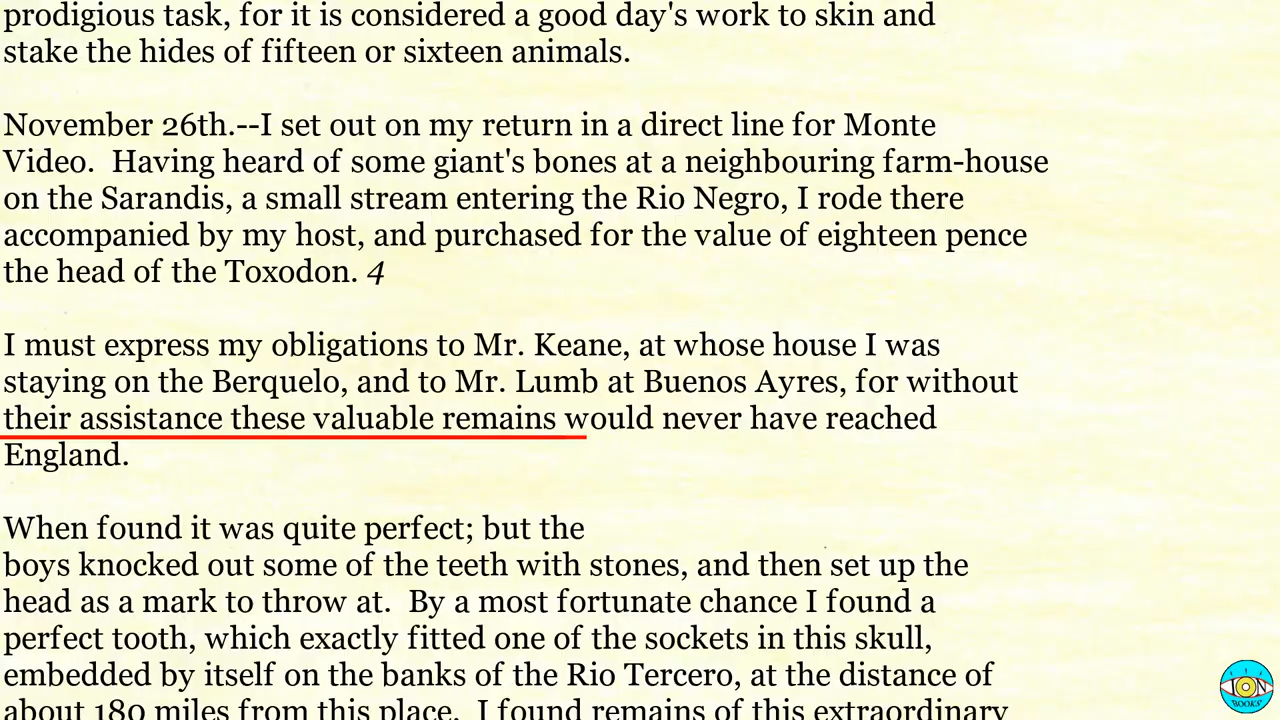 prodigious task, for it is considered a good day's work to skin and
stake the hides of fifteen or sixteen animals.
November 26th.--I set out on my return in a direct line for Monte
Video.  Having heard of some giant's bones at a neighbouring farm-house
on the Sarandis, a small stream entering the Rio Negro, I rode there
accompanied by my host, and purchased for the value of eighteen pence
the head of the Toxodon. 4
I must express my obligations to Mr. Keane, at whose house I was
staying on the Berquelo, and to Mr. Lumb at Buenos Ayres, for without
their assistance these valuable remains would never have reached
England.
When found it was quite perfect; but the
boys knocked out some of the teeth with stones, and then set up the
head as a mark to throw at.  By a most fortunate chance I found a
perfect tooth, which exactly fitted one of the sockets in this skull,
embedded by itself on the banks of the Rio Tercero, at the distance of
about 180 miles from this place.  I found remains of this extraordinary
ION
BOOKS